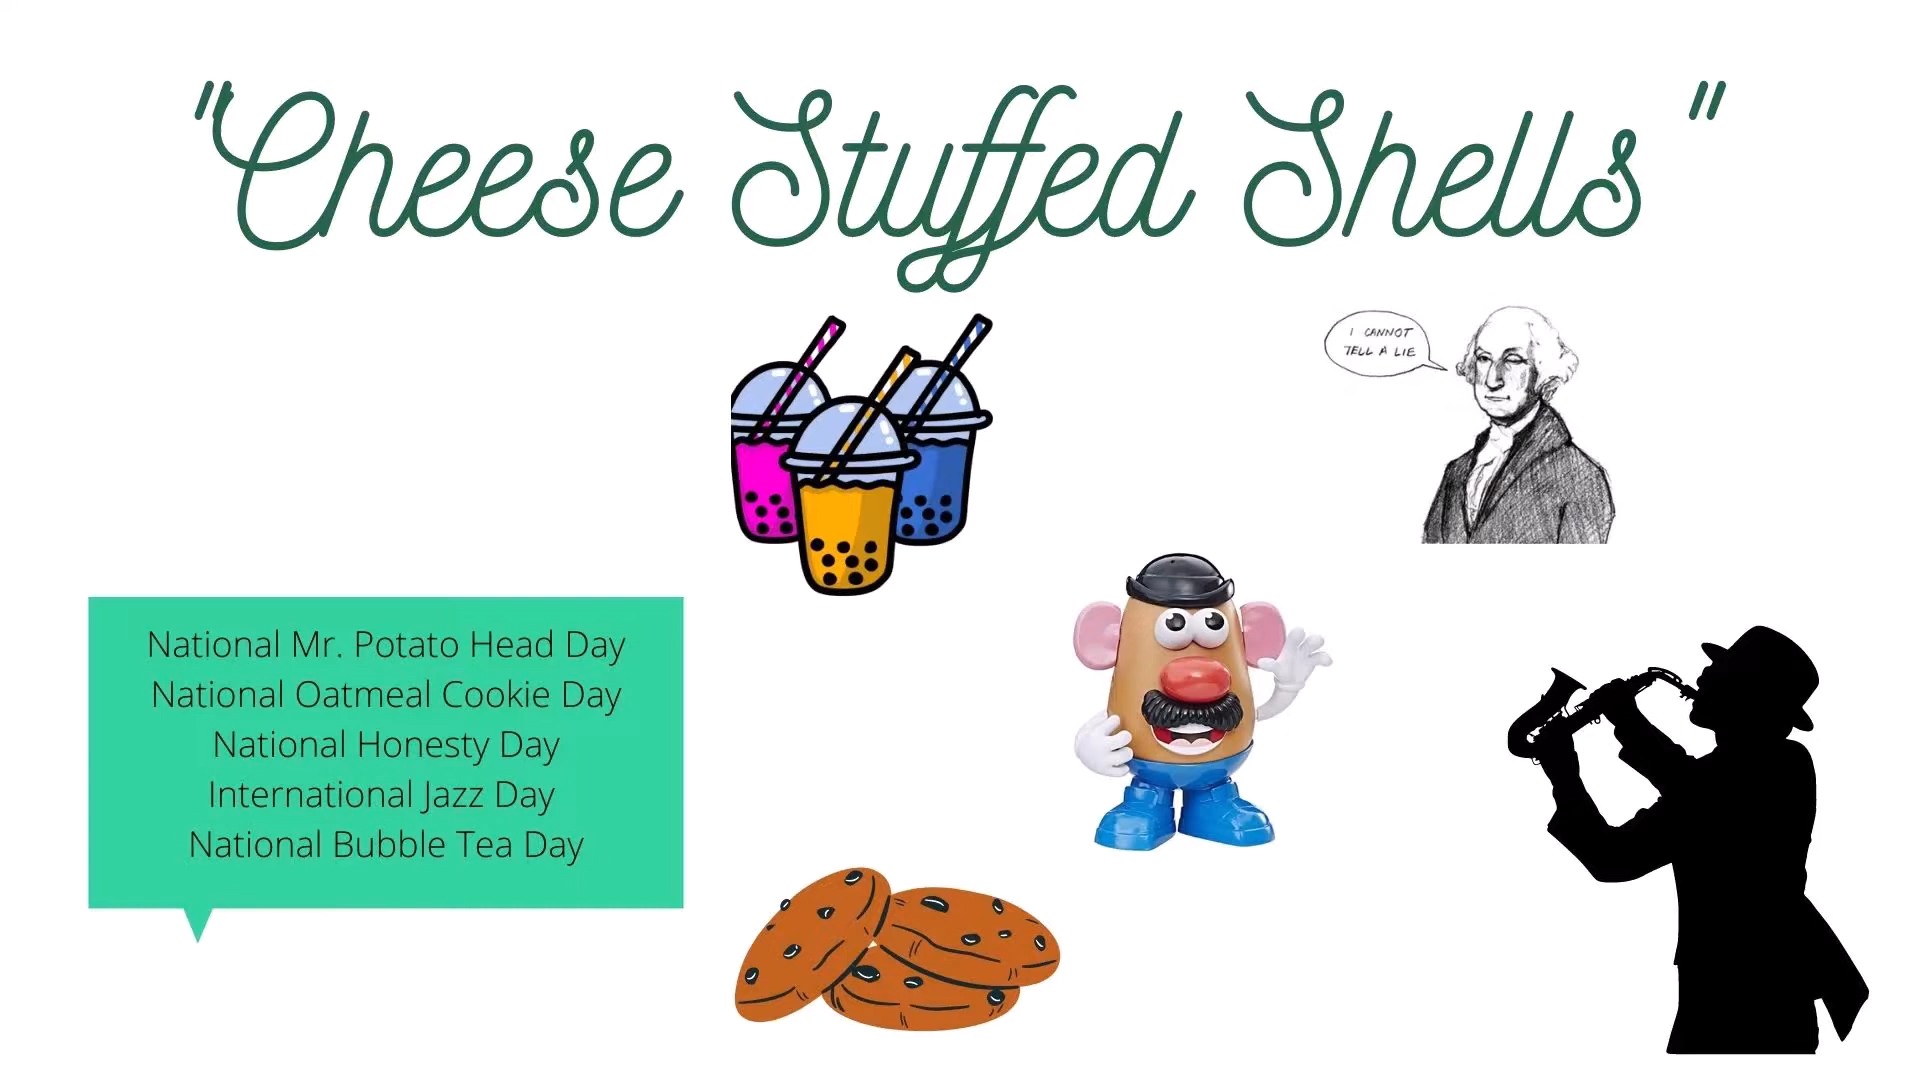 "Cheese Stuffed Shells"
I CANNOT
TELL A LIE
National Mr. Potato Head Day
National Oatmeal Cookie Day
National Honesty Day
International Jazz Day
National Bubble Tea Day